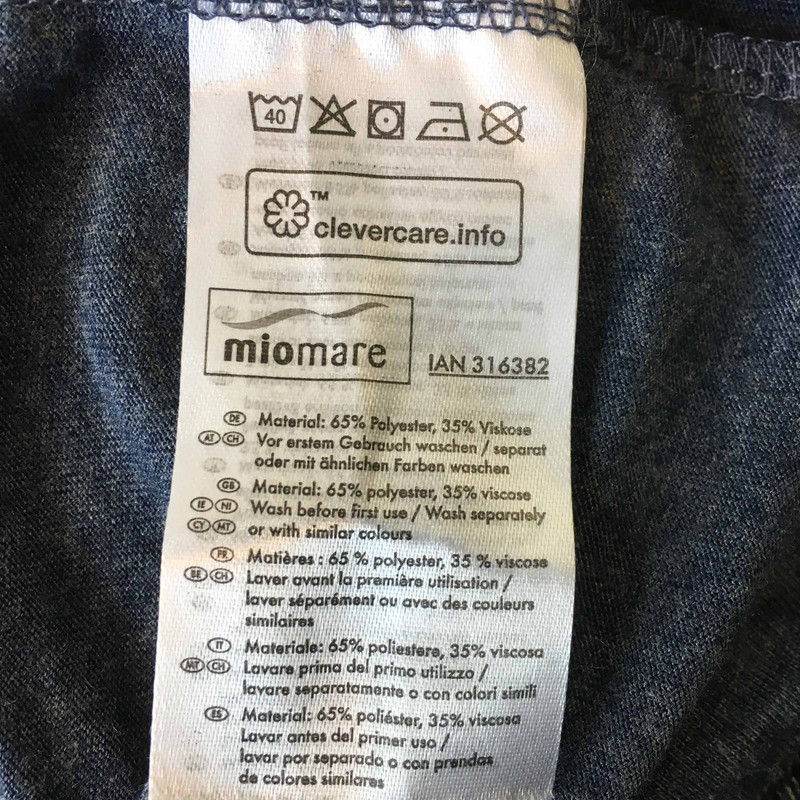 40
TM
clevercare.info
miomare
IAN 316382
DE Material: 65% Polyester, 35% Viskose
AT CH Vor erstem Gebrauch waschen / separat
oder mit ähnlichen Farben waschen
GB Material: 65% polyester, 35% viscose
IE NI Wash before first use / Wash separately
CY MT or with similar colours
FR Matières : 65 % polyester, 35 % viscose
BE CH Laver avant la première utilisation /
laver séparément ou avec des couleurs
similaires
IT Materiale: 65% poliestere, 35% viscosa
MT CH Lavare prima del primo utilizzo /
lavare separatamente o con colori simili
ES Material: 65% poliéster, 35% viscosa
Lavar antes del primer uso /
lavar por separado o con prendas
de colores similares